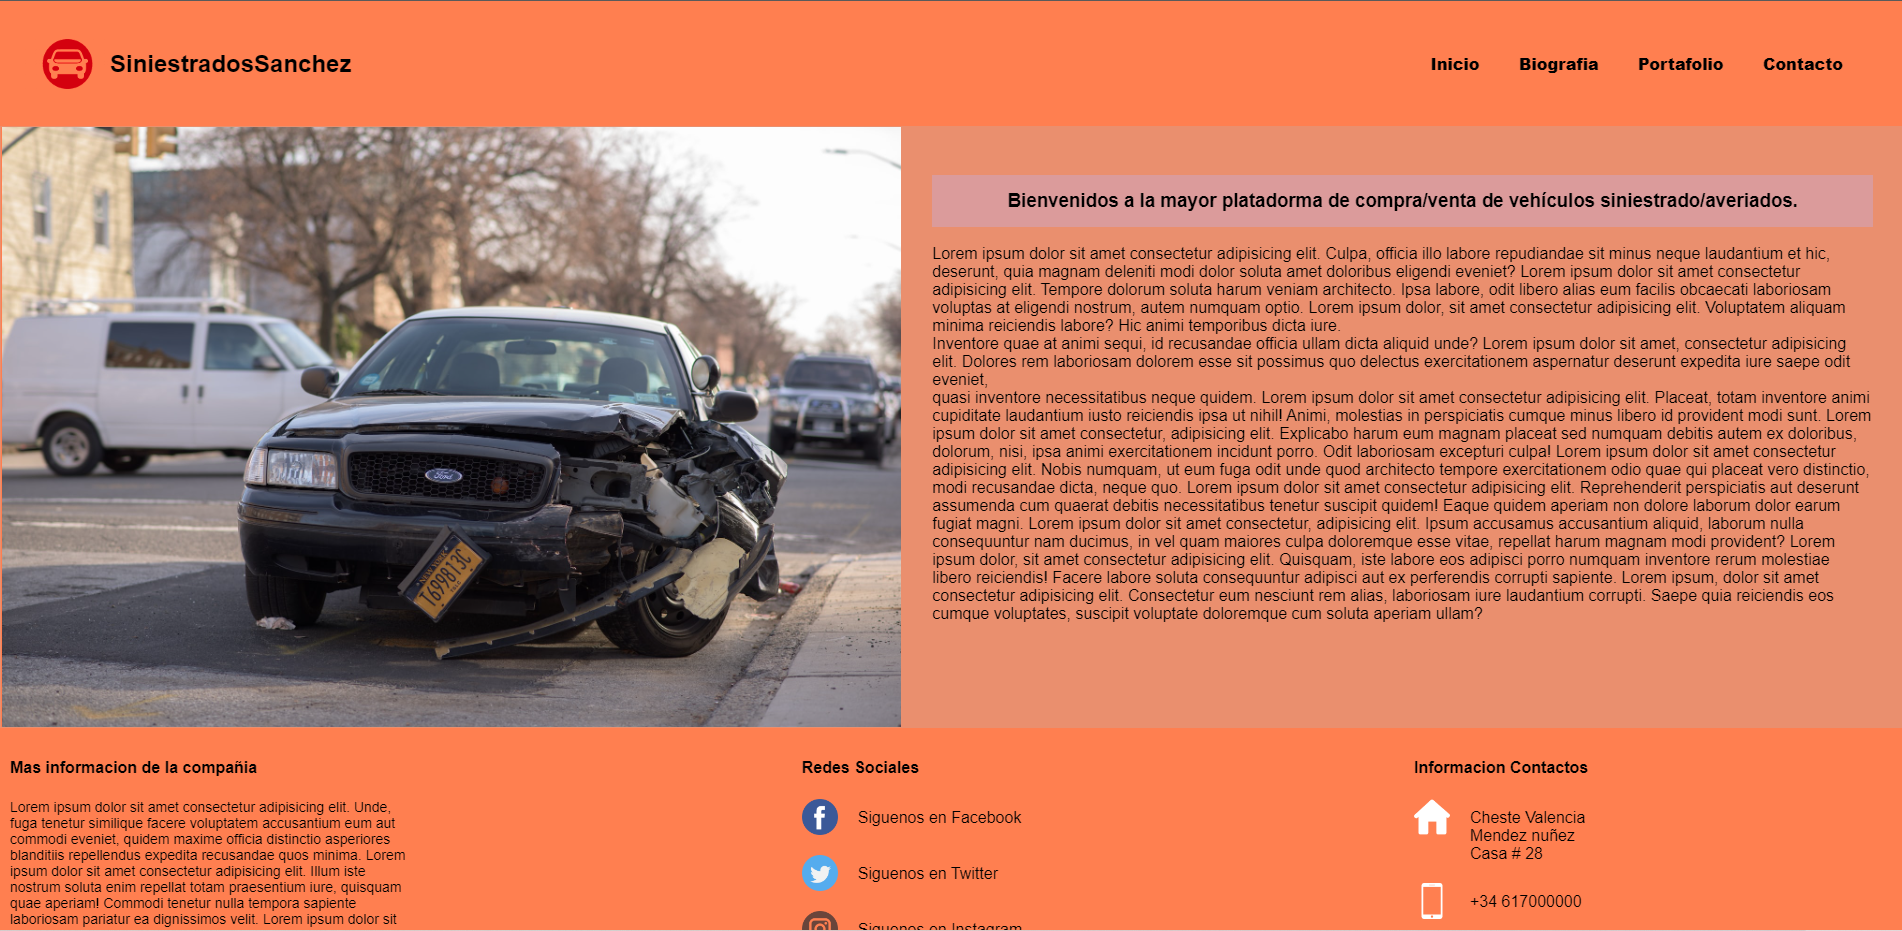 SiniestradosSanchez
Inicio Biografia Portafolio Contacto
Bienvenidos a la mayor platadorma de compra/venta de vehículos siniestrado/averiados.
Lorem ipsum dolor sit amet consectetur adipisicing elit. Culpa, officia illo labore repudiandae sit minus neque laudantium et hic,
deserunt, quia magnam deleniti modi dolor soluta amet doloribus eligendi eveniet? Lorem ipsum dolor sit amet consectetur
adipisicing elit. Tempore dolorum soluta harum veniam architecto. Ipsa labore, odit libero alias eum facilis obcaecati laboriosam
voluptas at eligendi nostrum, autem numquam optio. Lorem ipsum dolor, sit amet consectetur adipisicing elit. Voluptatem aliquam
minima reiciendis labore? Hic animi temporibus dicta iure.
Inventore quae at animi sequi, id recusandae officia ullam dicta aliquid unde? Lorem ipsum dolor sit amet, consectetur adipisicing
elit. Dolores rem laboriosam dolorem esse sit possimus quo delectus exercitationem aspernatur deserunt expedita iure saepe odit
eveniet,
quasi inventore necessitatibus neque quidem. Lorem ipsum dolor sit amet consectetur adipisicing elit. Placeat, totam inventore animi
cupiditate laudantium iusto reiciendis ipsa ut nihil! Animi, molestias in perspiciatis cumque minus libero id provident modi sunt. Lorem
ipsum dolor sit amet consectetur, adipisicing elit. Explicabo harum eum magnam placeat sed numquam debitis autem ex doloribus,
dolorum, nisi, ipsa animi exercitationem incidunt porro. Odit laboriosam excepturi culpa! Lorem ipsum dolor sit amet consectetur
adipisicing elit. Nobis numquam, ut eum fuga odit unde quod architecto tempore exercitationem odio quae qui placeat vero distinctio,
modi recusandae dicta, neque quo. Lorem ipsum dolor sit amet consectetur adipisicing elit. Reprehenderit perspiciatis aut deserunt
assumenda cum quaerat debitis necessitatibus tenetur suscipit quidem! Eaque quidem aperiam non dolore laborum dolor earum
fugiat magni. Lorem ipsum dolor sit amet consectetur, adipisicing elit. Ipsum accusamus accusantium aliquid, laborum nulla
consequuntur nam ducimus, in vel quam maiores culpa doloremque esse vitae, repellat harum magnam modi provident? Lorem
ipsum dolor, sit amet consectetur adipisicing elit. Quisquam, iste labore eos adipisci porro numquam inventore rerum molestiae
libero reiciendis! Facere labore soluta consequuntur adipisci aut ex perferendis corrupti sapiente. Lorem ipsum, dolor sit amet
consectetur adipisicing elit. Consectetur eum nesciunt rem alias, laboriosam iure laudantium corrupti. Saepe quia reiciendis eos
cumque voluptates, suscipit voluptate doloremque cum soluta aperiam ullam?
Ford
T699813C
Mas informacion de la compañia
Lorem ipsum dolor sit amet consectetur adipisicing elit. Unde,
fuga tenetur similique facere voluptatem accusantium eum aut
commodi eveniet, quidem maxime officia distinctio asperiores
blanditiis repellendus expedita recusandae quos minima. Lorem
ipsum dolor sit amet consectetur adipisicing elit. Illum iste
nostrum soluta enim repellat totam praesentium iure, quisquam
quae aperiam! Commodi tenetur nulla tempora sapiente
laboriosam pariatur ea dignissimos velit. Lorem ipsum dolor sit
Redes Sociales
Siguenos en Facebook
Siguenos en Twitter
Siguenos en Instagram
Informacion Contactos
Cheste Valencia
Mendez nuñez
Casa # 28
+34 617000000